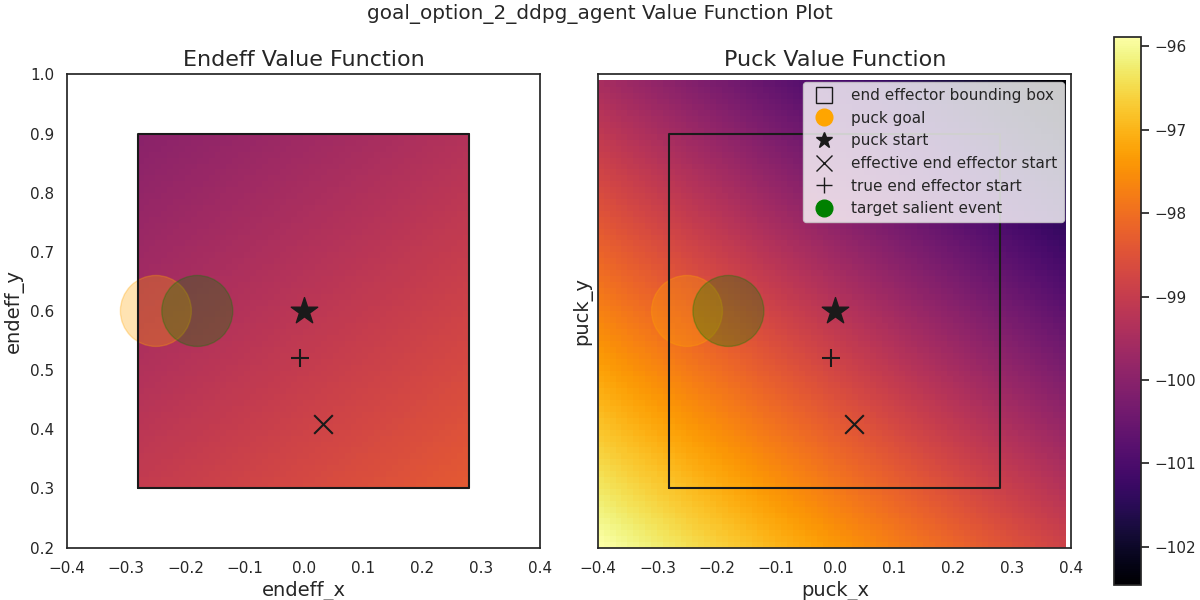 goal_option_2_ddpg_agent Value Function Plot
Endeff Value Function
Puck Value Function
1.0
0.9
0.8
0.7
0.6
0.5
0.4
0.3
0.2
endeff_y
−0.4 −0.3 −0.2 −0.1 0.0 0.1 0.2 0.3 0.4
endeff_x
puck_y
end effector bounding box
puck goal
puck start
effective end effector start
true end effector start
target salient event
−0.4 −0.3 −0.2 −0.1 0.0 0.1 0.2 0.3 0.4
puck_x
−96
−97
−98
−99
−100
−101
−102